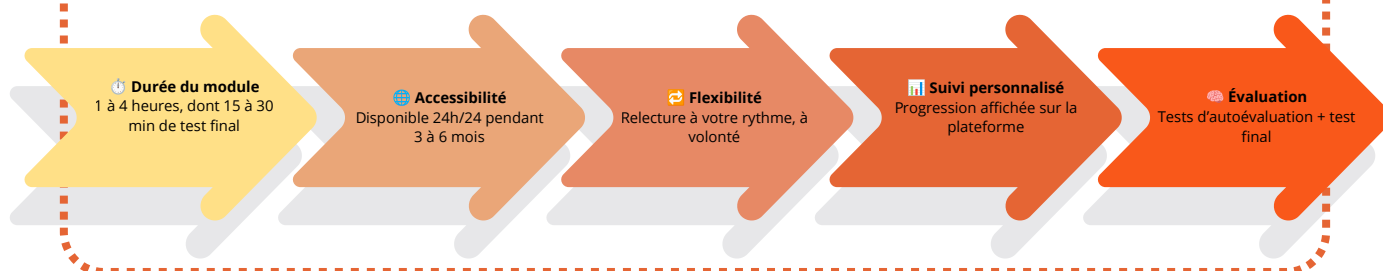 ⏱️ Durée du module
1 à 4 heures, dont 15 à 30
min de test final
🌐 Accessibilité
Disponible 24h/24 pendant
3 à 6 mois
🔁 Flexibilité
Relecture à votre rythme, à
volonté
📊 Suivi personnalisé
Progression affichée sur la
plateforme
🧠 Évaluation
Tests d’autoévaluation + test
final